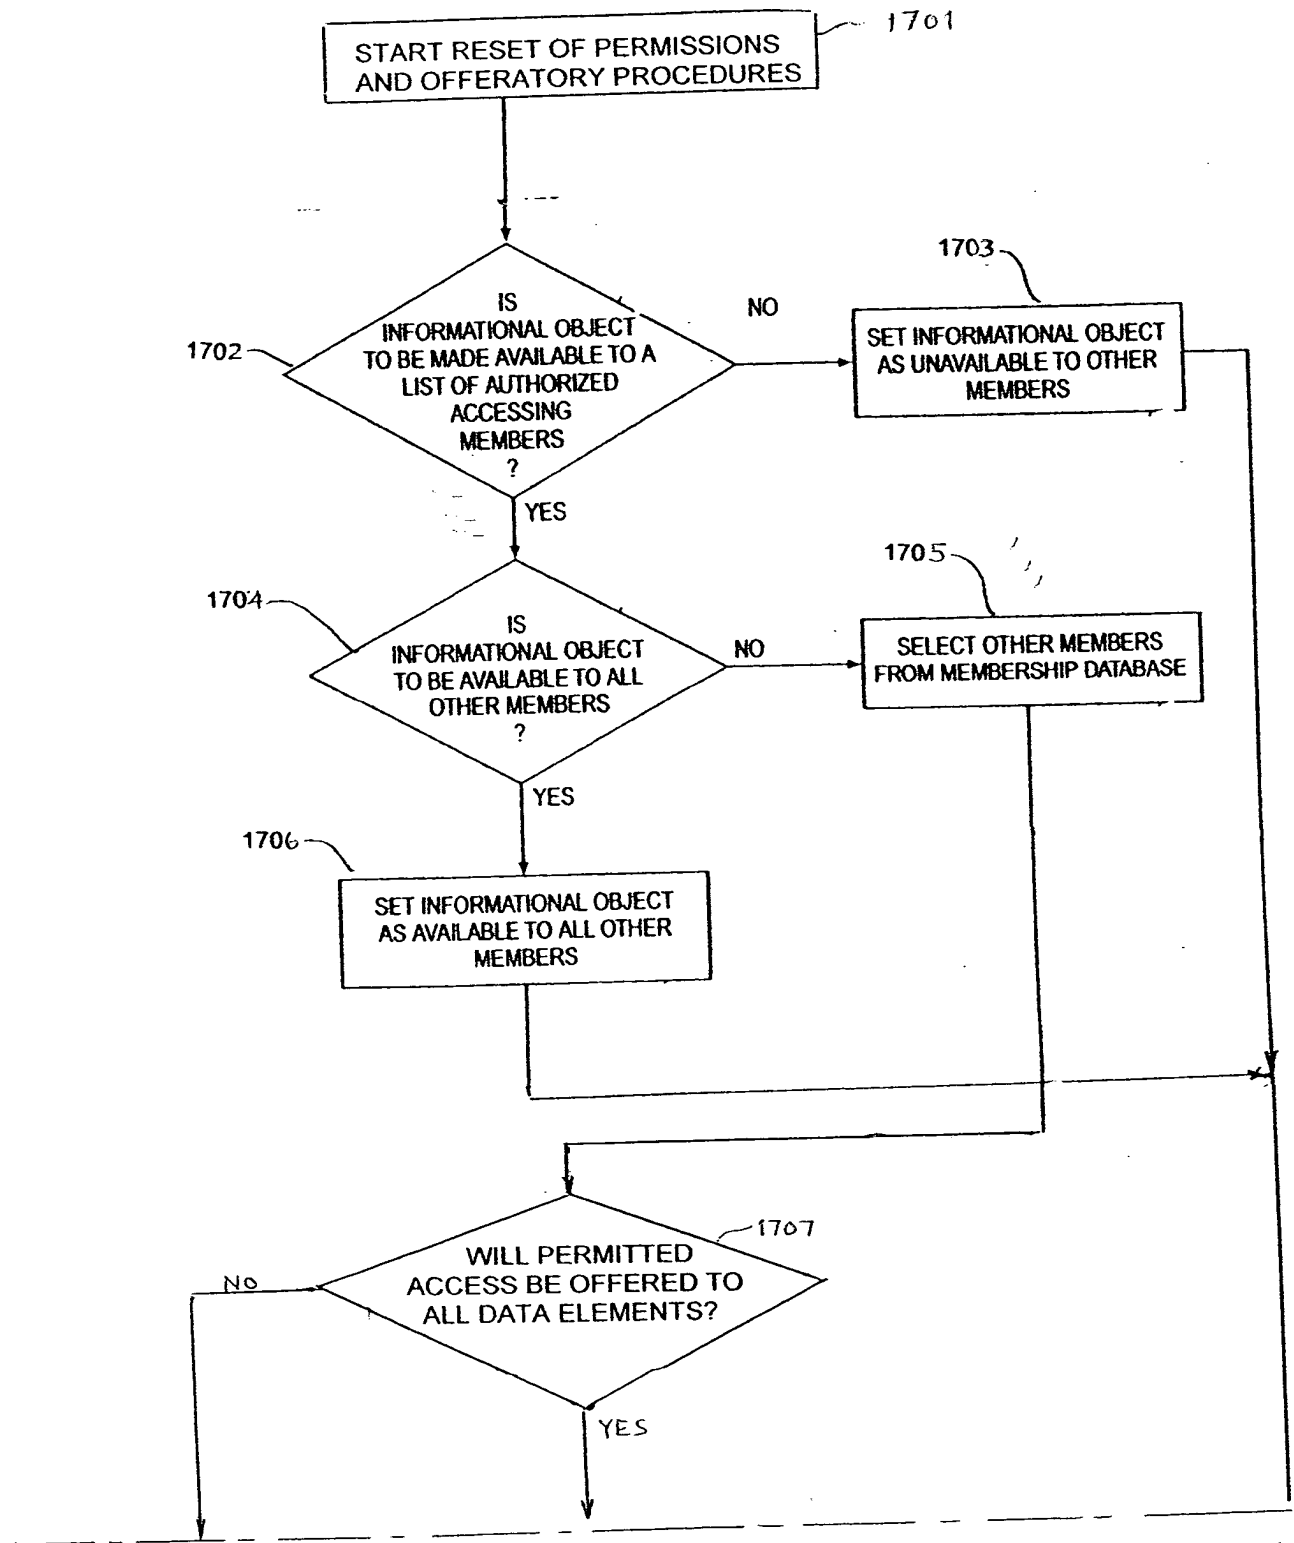 1701
START RESET OF PERMISSIONS
AND OFFERATORY PROCEDURES
1702
IS
INFORMATIONAL OBJECT
TO BE MADE AVAILABLE TO A
LIST OF AUTHORIZED
ACCESSING
MEMBERS
?
NO
1703
SET INFORMATIONAL OBJECT
AS UNAVAILABLE TO OTHER
MEMBERS
YES
1704
IS
INFORMATIONAL OBJECT
TO BE AVAILABLE TO ALL
OTHER MEMBERS
?
NO
1705
SELECT OTHER MEMBERS
FROM MEMBERSHIP DATABASE
YES
1706
SET INFORMATIONAL OBJECT
AS AVAILABLE TO ALL OTHER
MEMBERS
1707
WILL PERMITTED
ACCESS BE OFFERED TO
ALL DATA ELEMENTS?
NO
YES